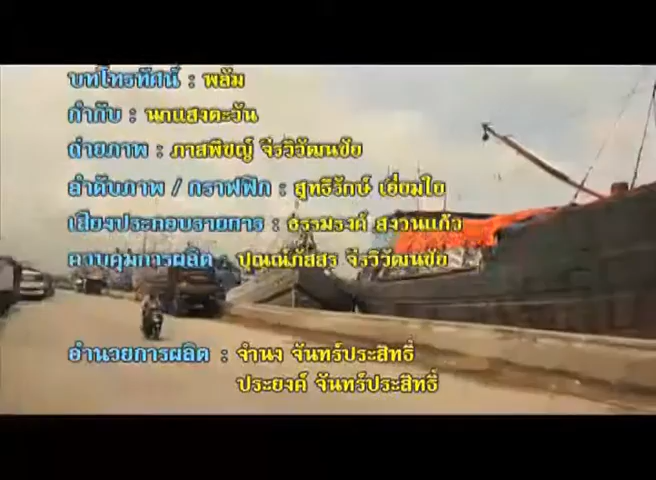 บทโทรทัศน์ : พลัม
กำกับ : นกแสงตะวัน
ถ่ายภาพ : ภาสพิชญ์ จีรวิวัฒนชัย
ลำดับภาพ / กราฟฟิก : สุทธิรักษ์ เอี่ยมใบ
เสียงประกอบรายการ : ธรรมรงค์ สงวนแก้ว
ควบคุมการผลิต : ปุณณ์ภัสสร จีรวิวัฒนชัย
อำนวยการผลิต : จำนง จันทร์ประสิทธิ์
ประยงค์ จันทร์ประสิทธิ์